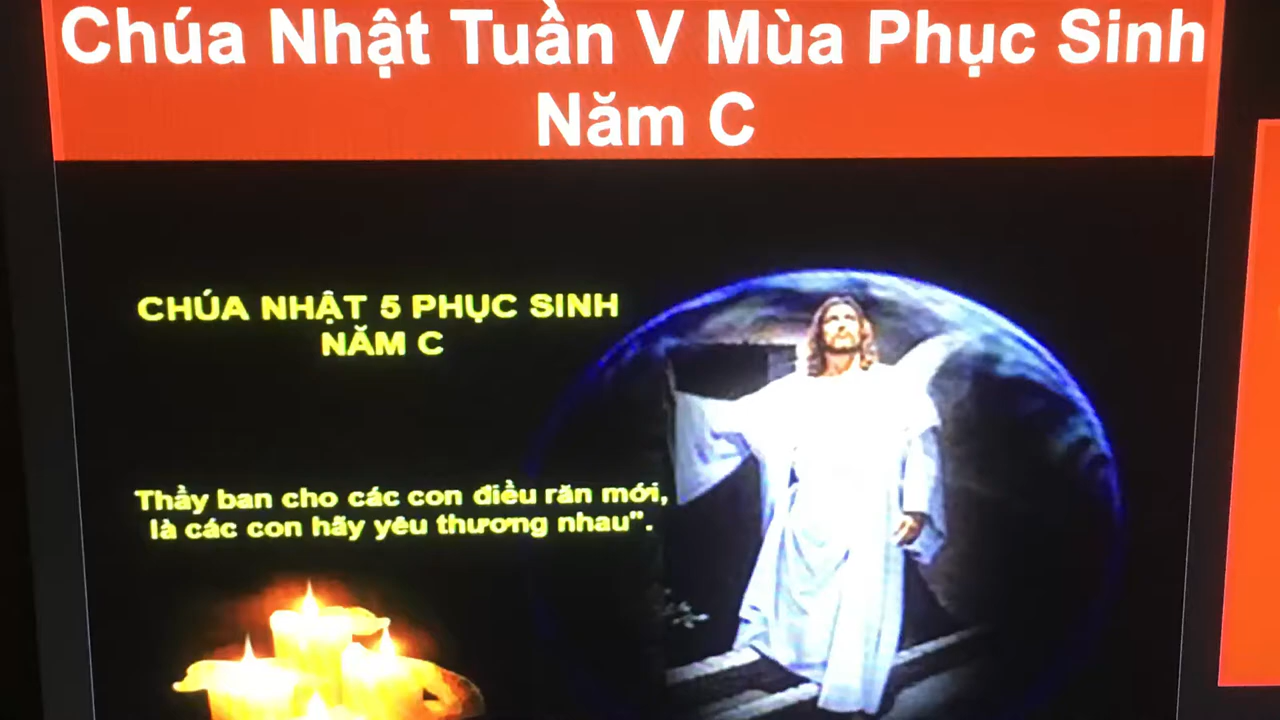 Chúa Nhật Tuần V Mùa Phục Sinh
Năm C
CHÚA NHẬT 5 PHỤC SINH
NĂM C
Thầy ban cho các con điều răn mới,
là các con hãy yêu thương nhau".